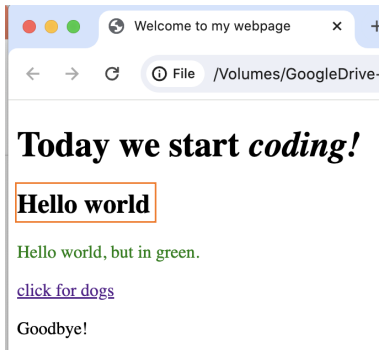 Welcome to my webpage
File /Volumes/GoogleDrive-
Today we start coding!
Hello world
Hello world, but in green.
click for dogs
Goodbye!